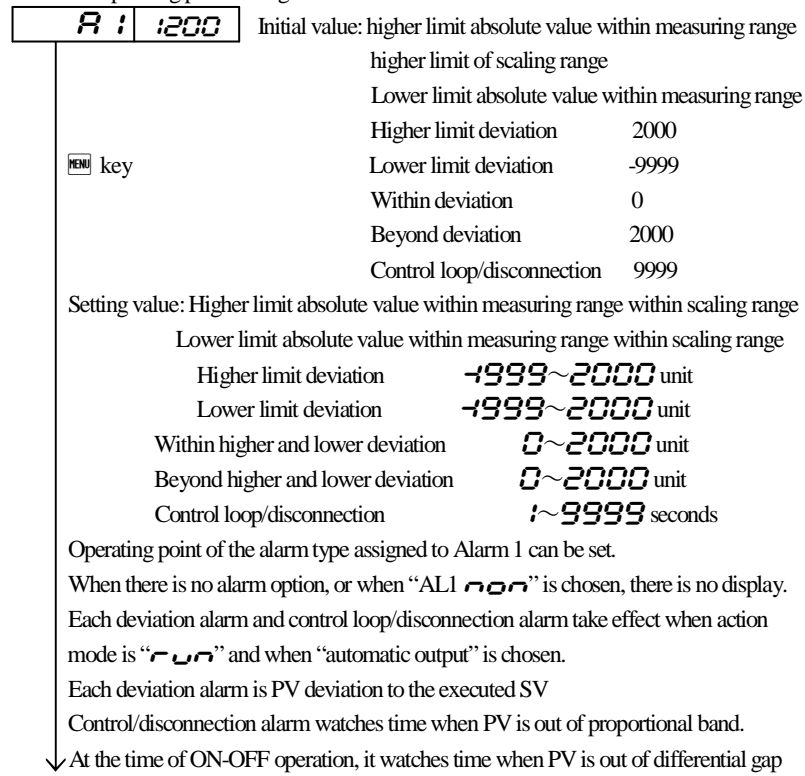 A1 1200 Initial value: higher limit absolute value within measuring range
higher limit of scaling range
Lower limit absolute value within measuring range
Higher limit deviation 2000
MENU key Lower limit deviation -9999
Within deviation 0
Beyond deviation 2000
Control loop/disconnection 9999
Setting value: Higher limit absolute value within measuring range within scaling range
Lower limit absolute value within measuring range within scaling range
Higher limit deviation -1999~2000 unit
Lower limit deviation -1999~2000 unit
Within higher and lower deviation 0~2000 unit
Beyond higher and lower deviation 0~2000 unit
Control loop/disconnection 1~9999 seconds
Operating point of the alarm type assigned to Alarm 1 can be set.
When there is no alarm option, or when “AL1 non” is chosen, there is no display.
Each deviation alarm and control loop/disconnection alarm take effect when action
mode is “run” and when “automatic output” is chosen.
Each deviation alarm is PV deviation to the executed SV
Control/disconnection alarm watches time when PV is out of proportional band.
At the time of ON-OFF operation, it watches time when PV is out of differential gap